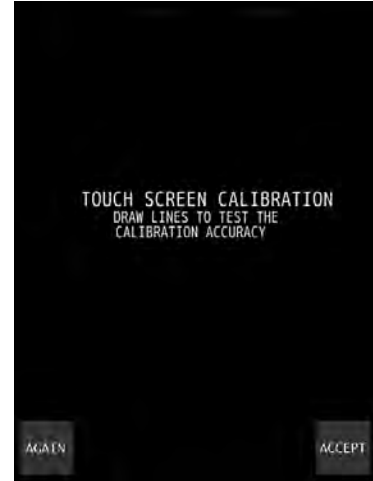 TOUCH SCREEN CALIBRATION
DRAW LINES TO TEST THE
CALIBRATION ACCURACY
AGAIN
ACCEPT